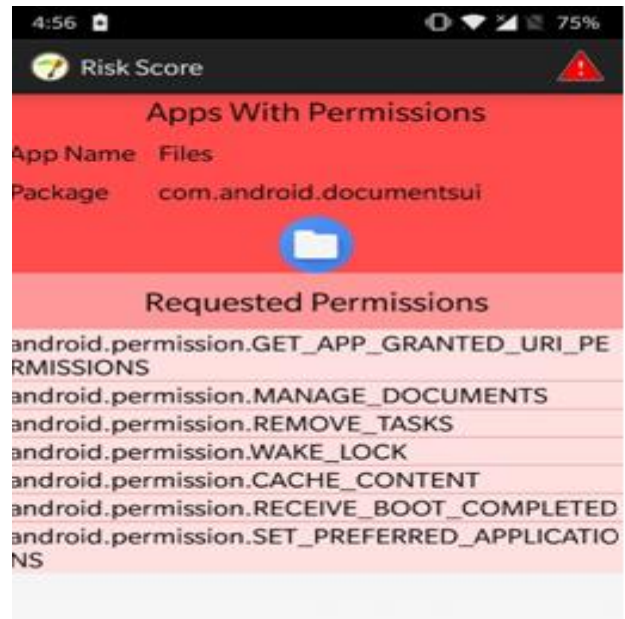 4:56 75%
Risk Score
Apps With Permissions
App Name Files
Package com.android.documentsui
Requested Permissions
android.permission.GET_APP_GRANTED_URI_PE
RMISSIONS
android.permission.MANAGE_DOCUMENTS
android.permission.REMOVE_TASKS
android.permission.WAKE_LOCK
android.permission.CACHE_CONTENT
android.permission.RECEIVE_BOOT_COMPLETED
android.permission.SET_PREFERRED_APPLICATIO
NS